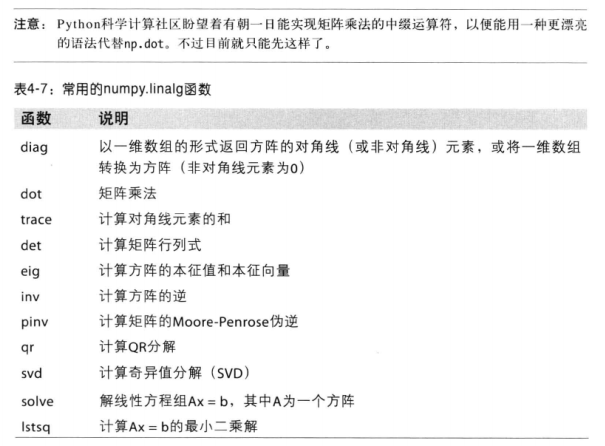 注意： Python科学计算社区盼望着有朝一日能实现矩阵乘法的中缀运算符，以便能用一种更漂亮
的语法代替np.dot。不过目前就只能先这样了。
表4-7：常用的numpy.linalg函数
函数 说明
diag 以一维数组的形式返回方阵的对角线（或非对角线）元素，或将一维数组
转换为方阵（非对角线元素为0）
dot 矩阵乘法
trace 计算对角线元素的和
det 计算矩阵行列式
eig 计算方阵的本征值和本征向量
inv 计算方阵的逆
pinv 计算矩阵的Moore-Penrose伪逆
qr 计算QR分解
svd 计算奇异值分解（SVD）
solve 解线性方程组Ax = b，其中A为一个方阵
lstsq 计算Ax = b的最小二乘解